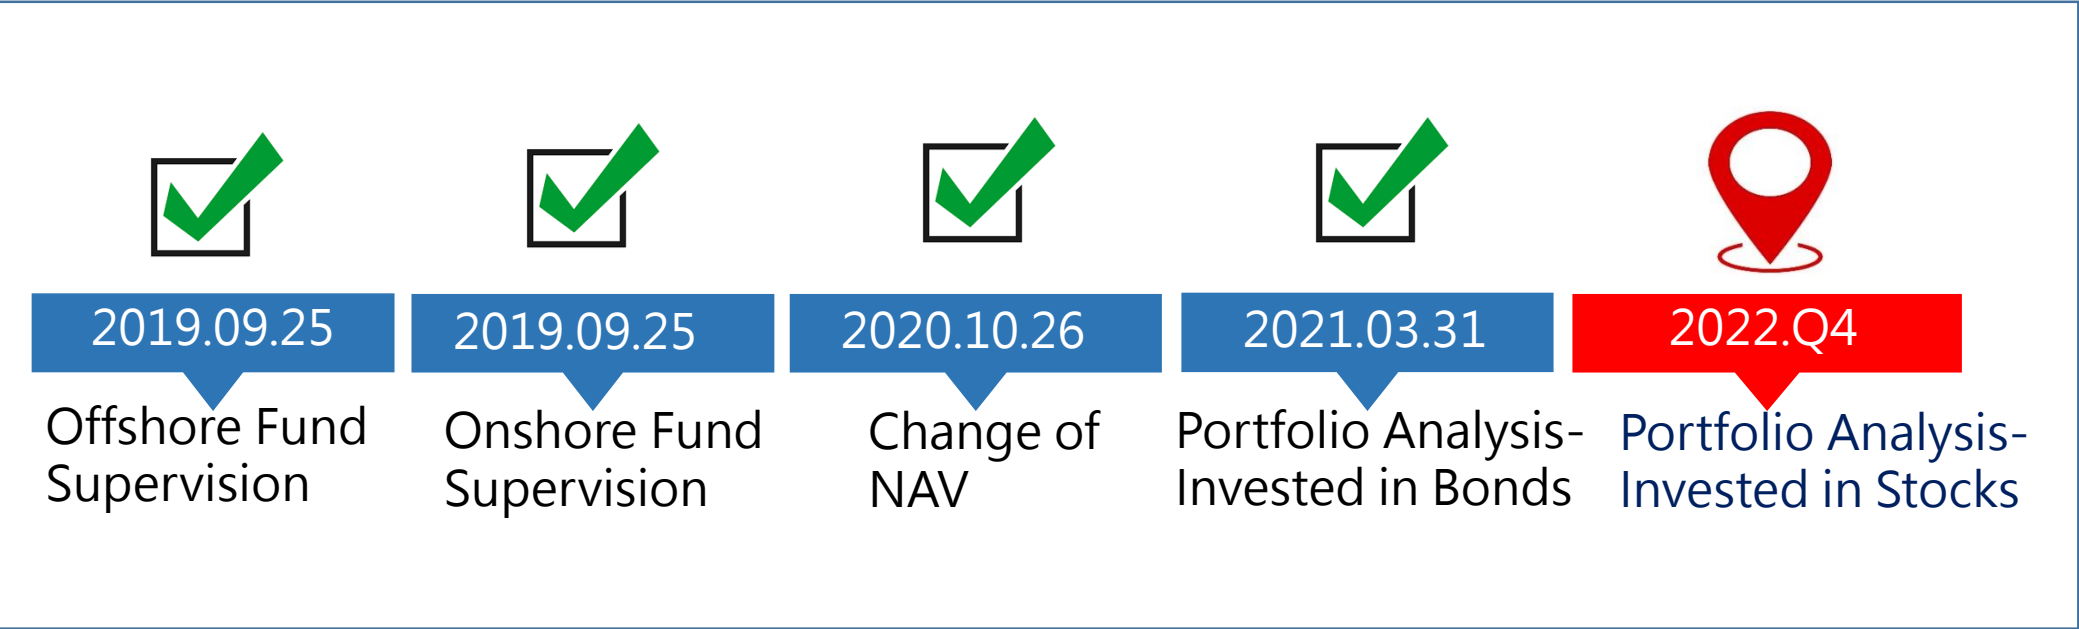 2019.09.25
Offshore Fund
Supervision
2019.09.25
Onshore Fund
Supervision
2020.10.26
Change of
NAV
2021.03.31
Portfolio Analysis-
Invested in Bonds
2022.Q4
Portfolio Analysis-
Invested in Stocks